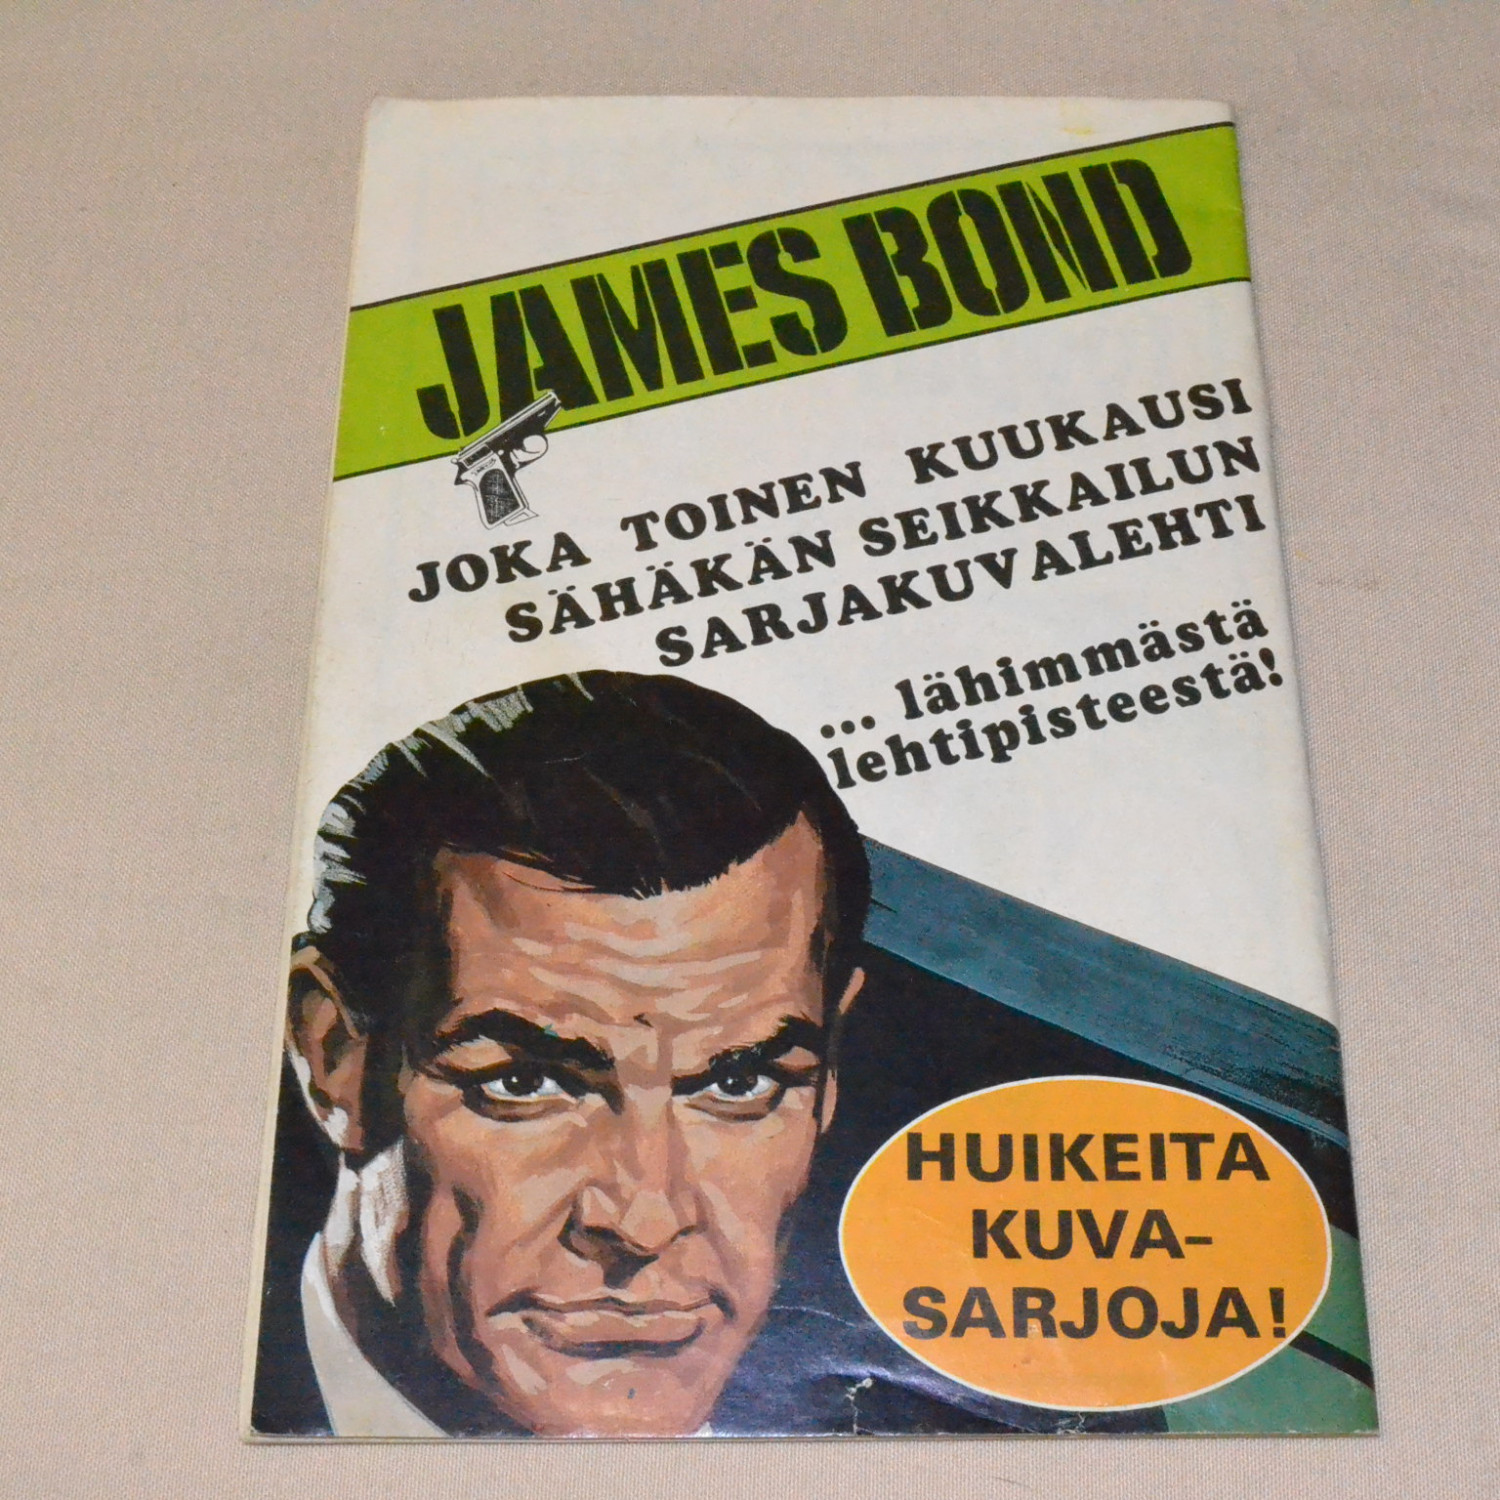 JAMES BOND
JOKA TOINEN KUUKAUSI
SÄHÄKÄN SEIKKAILUN
SARJAKUVALEHTI
... lähimmästä
lehtipisteestä!
HUIKEITA
KUVA-
SARJOJA!